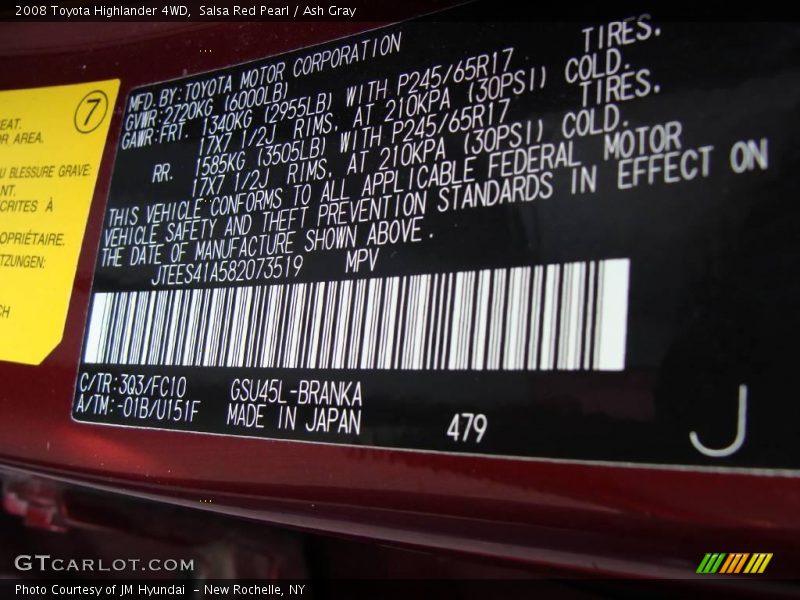 2008 Toyota Highlander 4WD,  Salsa Red Pearl / Ash Gray
7
EAT.
R AREA.
U BLESSURE GRAVE:
NT.
CRITES À
OPRIÉTAIRE.
TZUNGEN:
CH
MFD. BY: TOYOTA MOTOR CORPORATION
GVWR: 2720KG (6000LB)
GAWR: FRT. 1340KG (2955LB) WITH P245/65R17 TIRES.
17X7 1/2J RIMS, AT 210KPA (30PSI) COLD.
RR. 1585KG (3505LB) WITH P245/65R17 TIRES.
17X7 1/2J RIMS, AT 210KPA (30PSI) COLD.
THIS VEHICLE CONFORMS TO ALL APPLICABLE FEDERAL MOTOR
VEHICLE SAFETY AND THEFT PREVENTION STANDARDS IN EFFECT ON
THE DATE OF MANUFACTURE SHOWN ABOVE.
JTEES41A582073519 MPV
C/TR: 3Q3/FC10 GSU45L-BRANKA
A/TM: -01B/U151F MADE IN JAPAN
479
J
GTCARLOT.COM
Photo Courtesy of JM Hyundai  - New Rochelle, NY